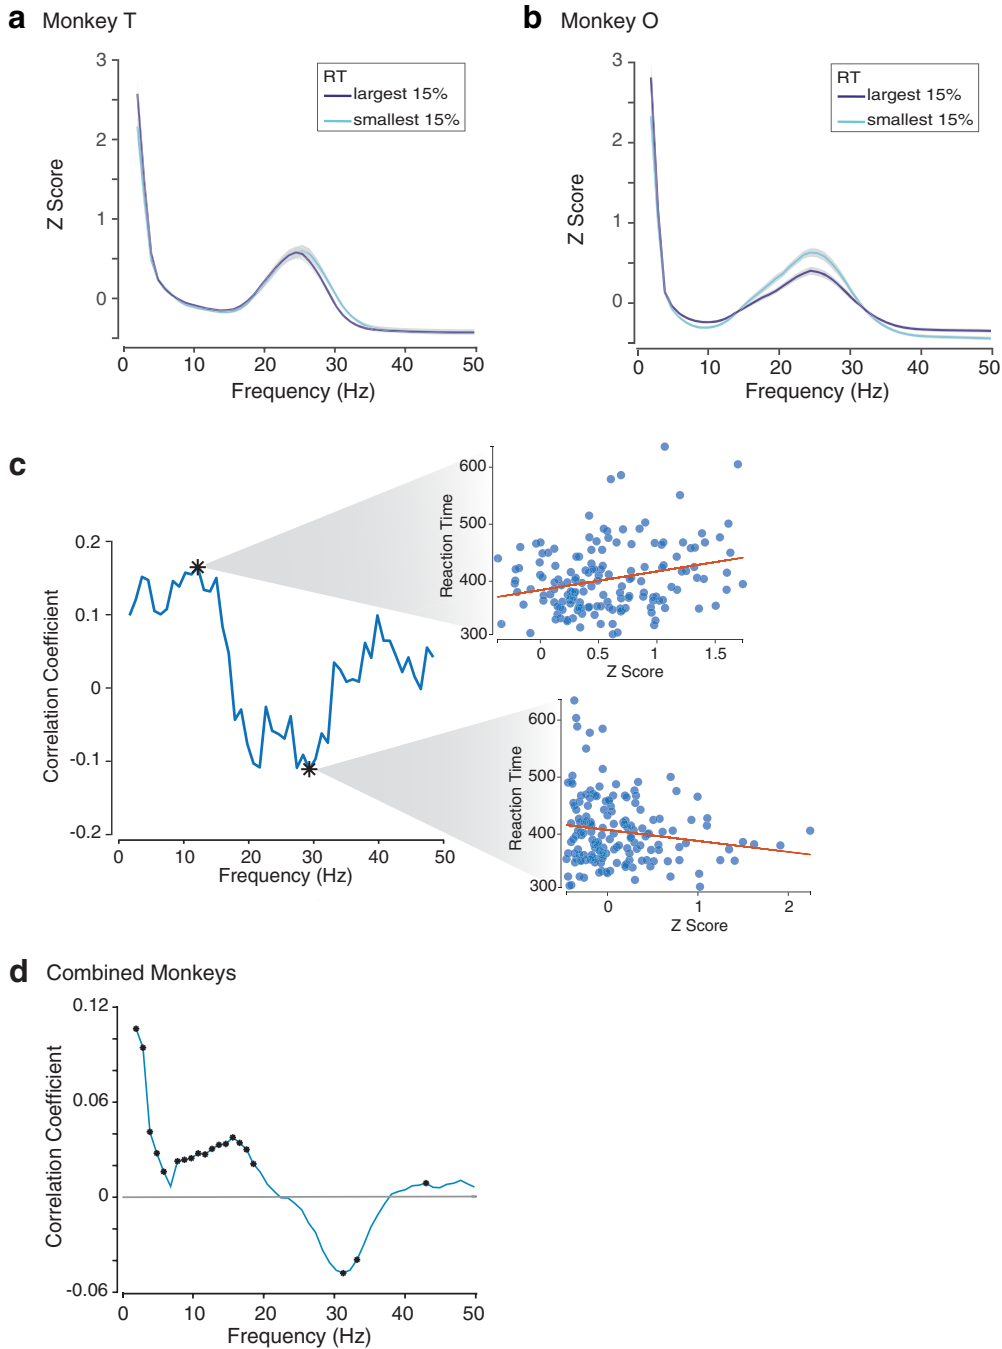 a Monkey T
3
2
1
0
Z Score
RT
largest 15%
smallest 15%
0 10 20 30 40 50
Frequency (Hz)
b Monkey O
3
2
1
0
Z Score
RT
largest 15%
smallest 15%
0 10 20 30 40 50
Frequency (Hz)
c
0.2
0.1
0
-0.1
-0.2
Correlation Coefficient
0 10 20 30 40 50
Frequency (Hz)
600
500
400
300
Reaction Time
0 0.5 1 1.5
Z Score
600
500
400
300
Reaction Time
0 1 2
Z Score
d Combined Monkeys
0.12
0.06
0
-0.06
Correlation Coefficient
0 10 20 30 40 50
Frequency (Hz)